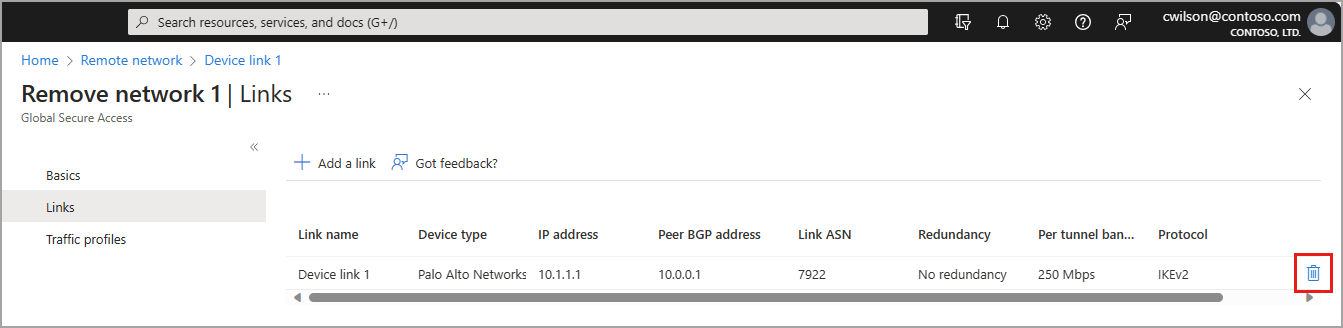 Search resources, services, and docs (G+/)
cwilson@contoso.com
CONTOSO, LTD.
Home > Remote network > Device link 1
Remove network 1 | Links ...
Global Secure Access
«
Basics
Links
Traffic profiles
+ Add a link Got feedback?
Link name Device type IP address Peer BGP address Link ASN Redundancy Per tunnel ban... Protocol
Device link 1 Palo Alto Networks 10.1.1.1 10.0.0.1 7922 No redundancy 250 Mbps IKEv2